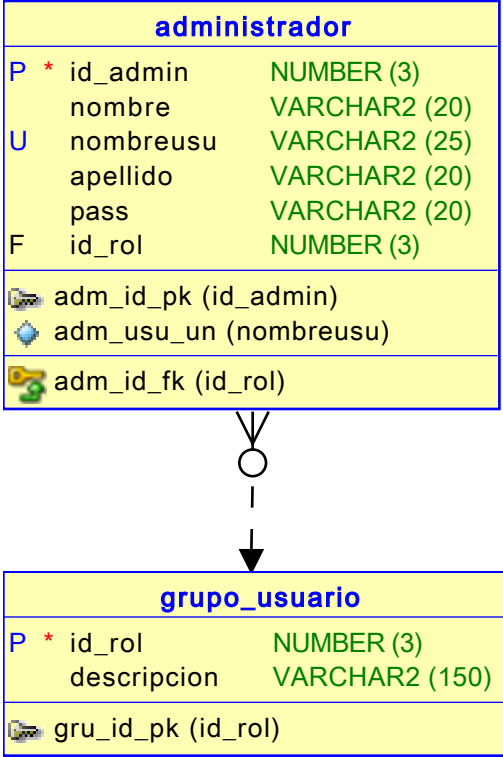 administrador
P * id_admin NUMBER (3)
nombre VARCHAR2 (20)
U nombreusu VARCHAR2 (25)
apellido VARCHAR2 (20)
pass VARCHAR2 (20)
F id_rol NUMBER (3)
adm_id_pk (id_admin)
adm_usu_un (nombreusu)
adm_id_fk (id_rol)
grupo_usuario
P * id_rol NUMBER (3)
descripcion VARCHAR2 (150)
gru_id_pk (id_rol)